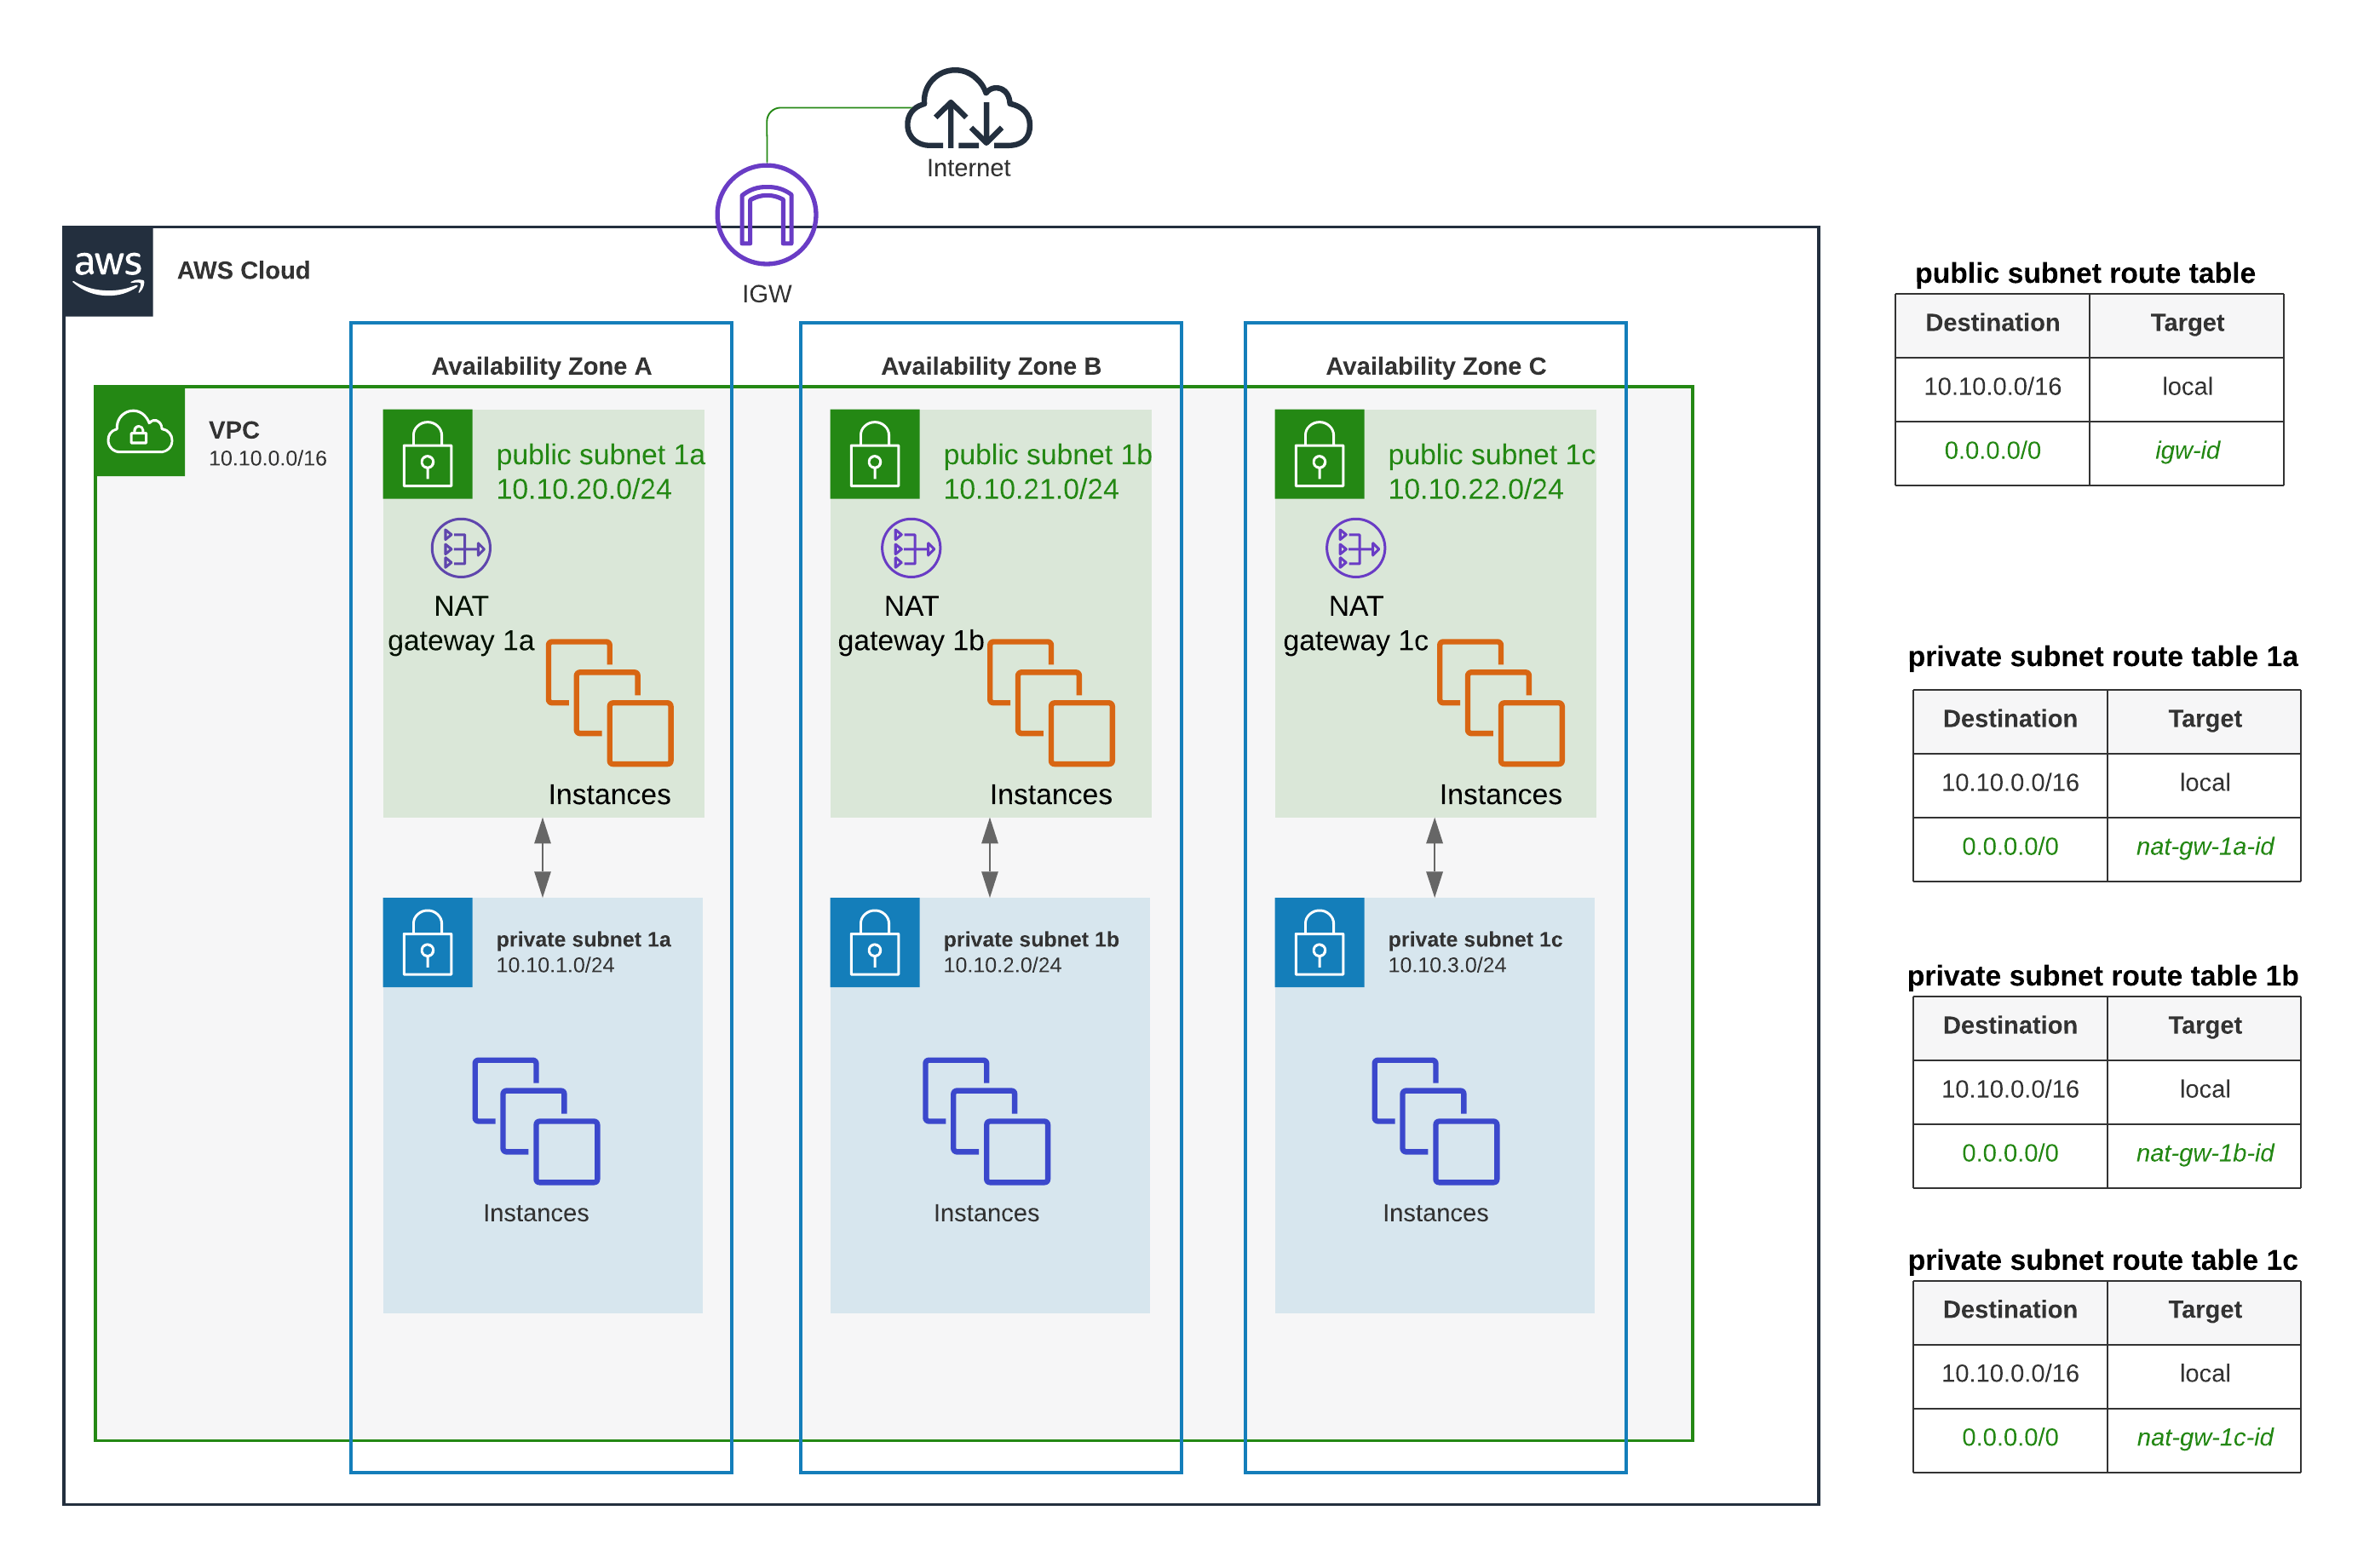 Internet
IGW
aws
AWS Cloud
Availability Zone A
Availability Zone B
Availability Zone C
VPC
10.10.0.0/16
public subnet 1a
10.10.20.0/24
NAT
gateway 1a
Instances
public subnet 1b
10.10.21.0/24
NAT
gateway 1b
Instances
public subnet 1c
10.10.22.0/24
NAT
gateway 1c
Instances
private subnet 1a
10.10.1.0/24
Instances
private subnet 1b
10.10.2.0/24
Instances
private subnet 1c
10.10.3.0/24
Instances
public subnet route table
Destination Target
10.10.0.0/16 local
0.0.0.0/0 igw-id
private subnet route table 1a
Destination Target
10.10.0.0/16 local
0.0.0.0/0 nat-gw-1a-id
private subnet route table 1b
Destination Target
10.10.0.0/16 local
0.0.0.0/0 nat-gw-1b-id
private subnet route table 1c
Destination Target
10.10.0.0/16 local
0.0.0.0/0 nat-gw-1c-id